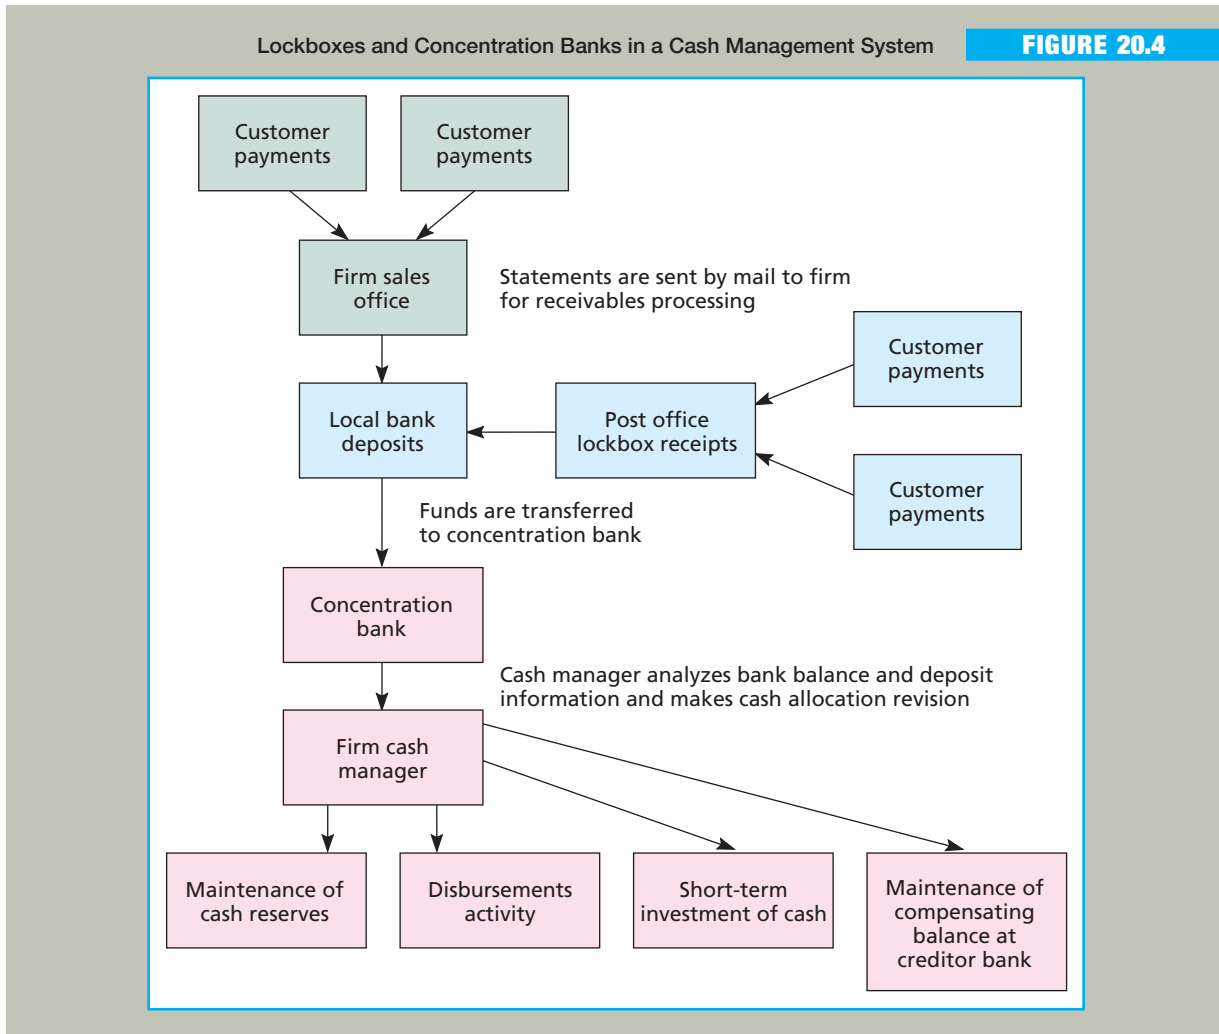 Lockboxes and Concentration Banks in a Cash Management System
FIGURE 20.4
Customer
payments
Customer
payments
Firm sales
office
Statements are sent by mail to firm
for receivables processing
Customer
payments
Local bank
deposits
Post office
lockbox receipts
Customer
payments
Funds are transferred
to concentration bank
Concentration
bank
Cash manager analyzes bank balance and deposit
information and makes cash allocation revision
Firm cash
manager
Maintenance of
cash reserves
Disbursements
activity
Short-term
investment of cash
Maintenance of
compensating
balance at
creditor bank